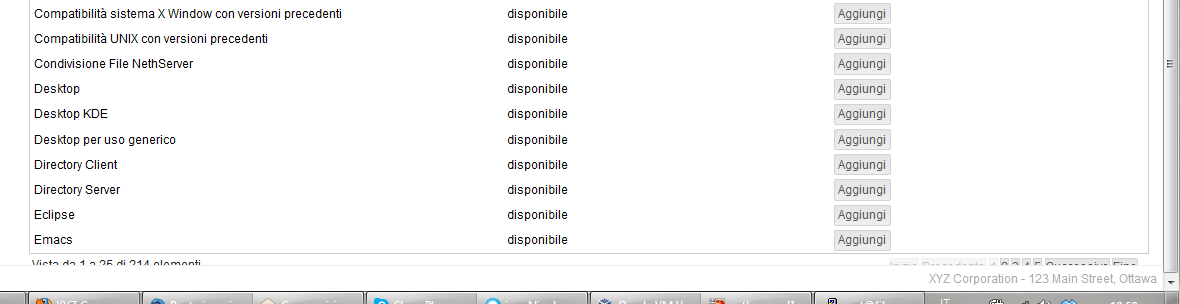 Compatibilità sistema X Window con versioni precedenti disponibile Aggiungi
Compatibilità UNIX con versioni precedenti disponibile Aggiungi
Condivisione File NethServer disponibile Aggiungi
Desktop disponibile Aggiungi
Desktop KDE disponibile Aggiungi
Desktop per uso generico disponibile Aggiungi
Directory Client disponibile Aggiungi
Directory Server disponibile Aggiungi
Eclipse disponibile Aggiungi
Emacs disponibile Aggiungi
Vista da 1 a 25 di 214 elementi Inizio Precedente 1 2 3 4 5 Successivo Fine
XYZ Corporation - 123 Main Street, Ottawa
IT